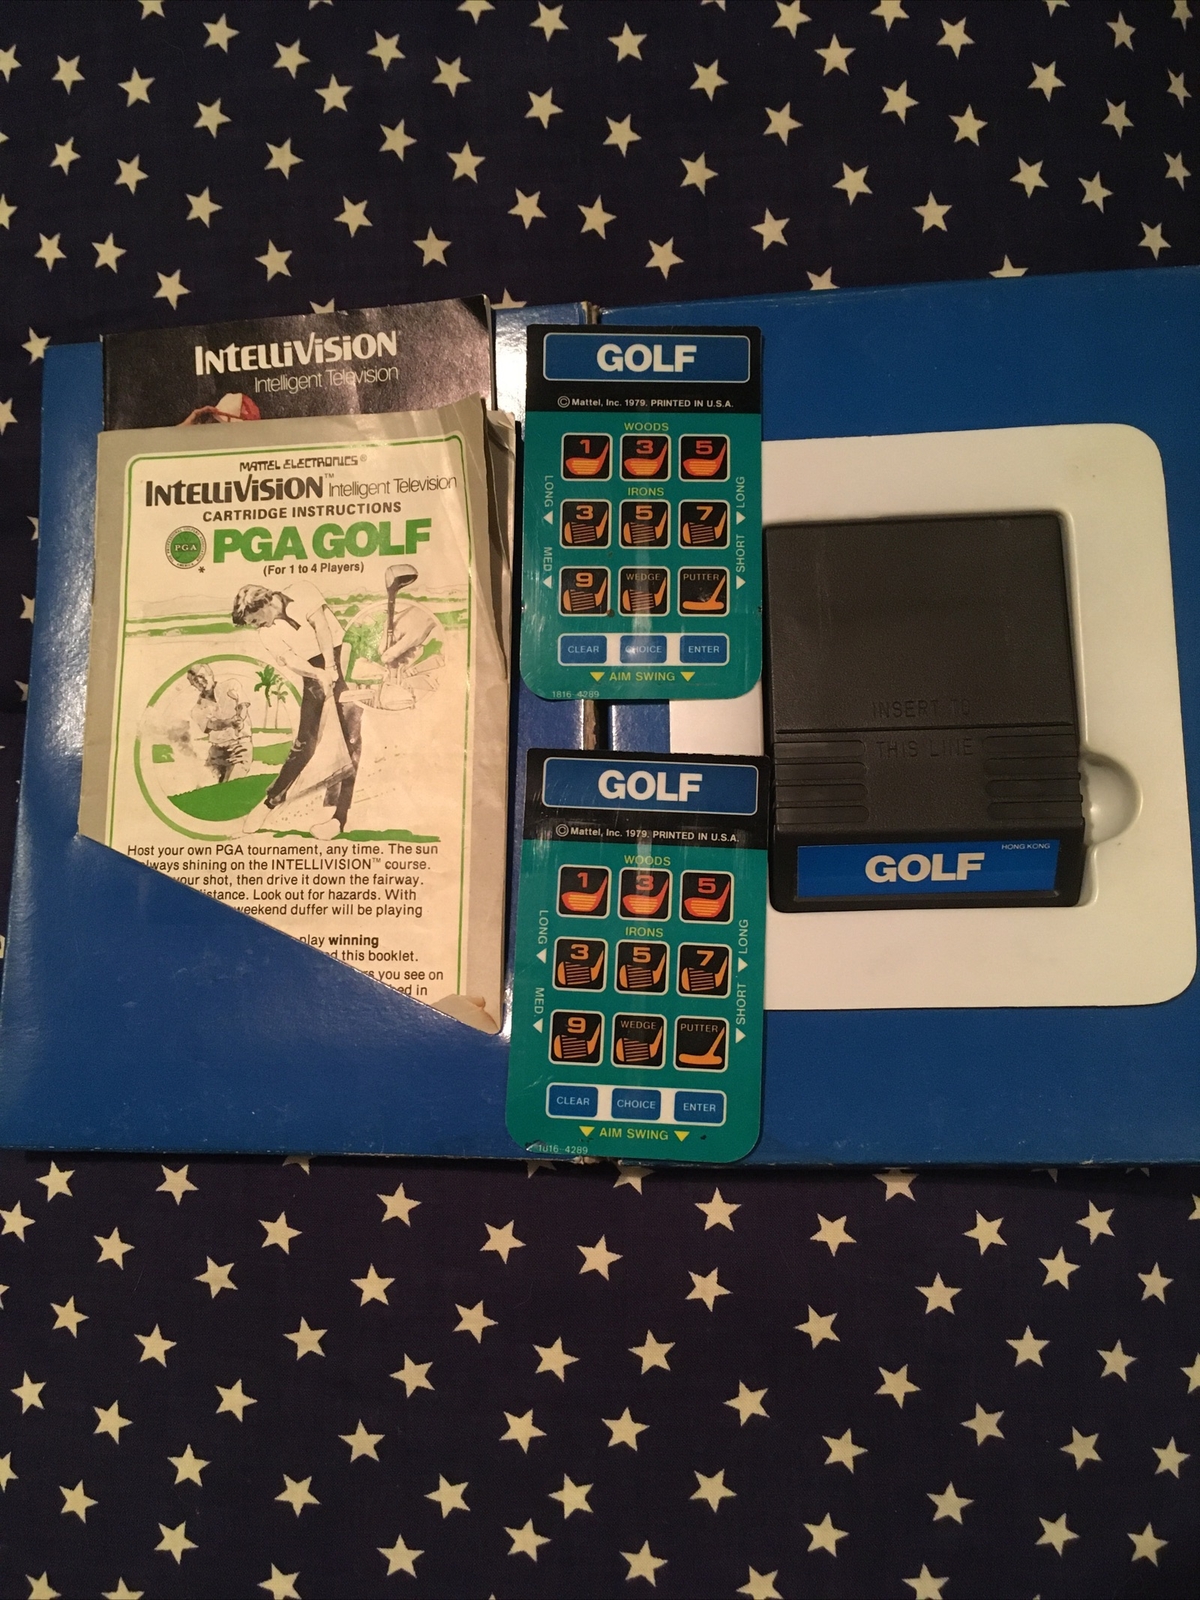 INTELLIVISION
Intelligent Television
MATTEL ELECTRONICS®
INTELLIVISION™ Intelligent Television
CARTRIDGE INSTRUCTIONS
PGA
* PGA GOLF
(For 1 to 4 Players)
Host your own PGA tournament, any time. The sun
always shining on the INTELLIVISION™ course.
your shot, then drive it down the fairway.
distance. Look out for hazards. With
weekend duffer will be playing
play winning
this booklet.
you see on
in
GOLF
© Mattel, Inc. 1979. PRINTED IN U.S.A.
WOODS
1 3 5
IRONS
LONG LONG
3 5 7
MED. SHORT
9 WEDGE PUTTER
CLEAR CHOICE ENTER
AIM SWING
1816-4289
GOLF
© Mattel, Inc. 1979. PRINTED IN U.S.A.
WOODS
1 3 5
IRONS
LONG LONG
3 5 7
MED. SHORT
9 WEDGE PUTTER
CLEAR CHOICE ENTER
AIM SWING
1816-4289
INSERT TO
THIS LINE
HONG KONG
GOLF